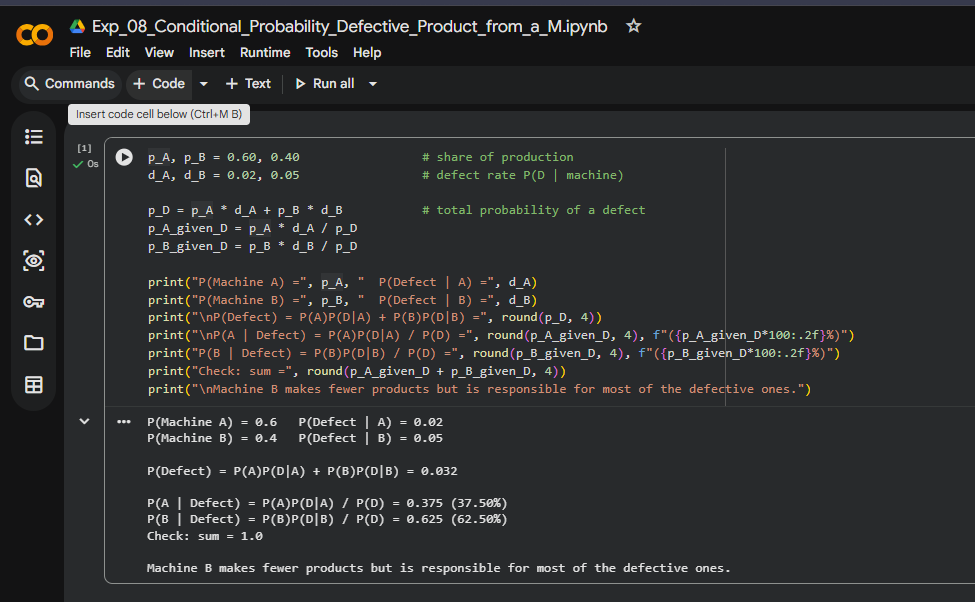 Exp_08_Conditional_Probability_Defective_Product_from_a_M.ipynb
File Edit View Insert Runtime Tools Help
Commands + Code + Text Run all
Insert code cell below (Ctrl+M B)
[1]
0s
p_A, p_B = 0.60, 0.40 # share of production
d_A, d_B = 0.02, 0.05 # defect rate P(D | machine)
p_D = p_A * d_A + p_B * d_B # total probability of a defect
p_A_given_D = p_A * d_A / p_D
p_B_given_D = p_B * d_B / p_D
print("P(Machine A) =", p_A, "  P(Defect | A) =", d_A)
print("P(Machine B) =", p_B, "  P(Defect | B) =", d_B)
print("\nP(Defect) = P(A)P(D|A) + P(B)P(D|B) =", round(p_D, 4))
print("\nP(A | Defect) = P(A)P(D|A) / P(D) =", round(p_A_given_D, 4), f"({p_A_given_D*100:.2f}%)")
print("P(B | Defect) = P(B)P(D|B) / P(D) =", round(p_B_given_D, 4), f"({p_B_given_D*100:.2f}%)")
print("Check: sum =", round(p_A_given_D + p_B_given_D, 4))
print("\nMachine B makes fewer products but is responsible for most of the defective ones.")
P(Machine A) = 0.6   P(Defect | A) = 0.02
P(Machine B) = 0.4   P(Defect | B) = 0.05
P(Defect) = P(A)P(D|A) + P(B)P(D|B) = 0.032
P(A | Defect) = P(A)P(D|A) / P(D) = 0.375 (37.50%)
P(B | Defect) = P(B)P(D|B) / P(D) = 0.625 (62.50%)
Check: sum = 1.0
Machine B makes fewer products but is responsible for most of the defective ones.